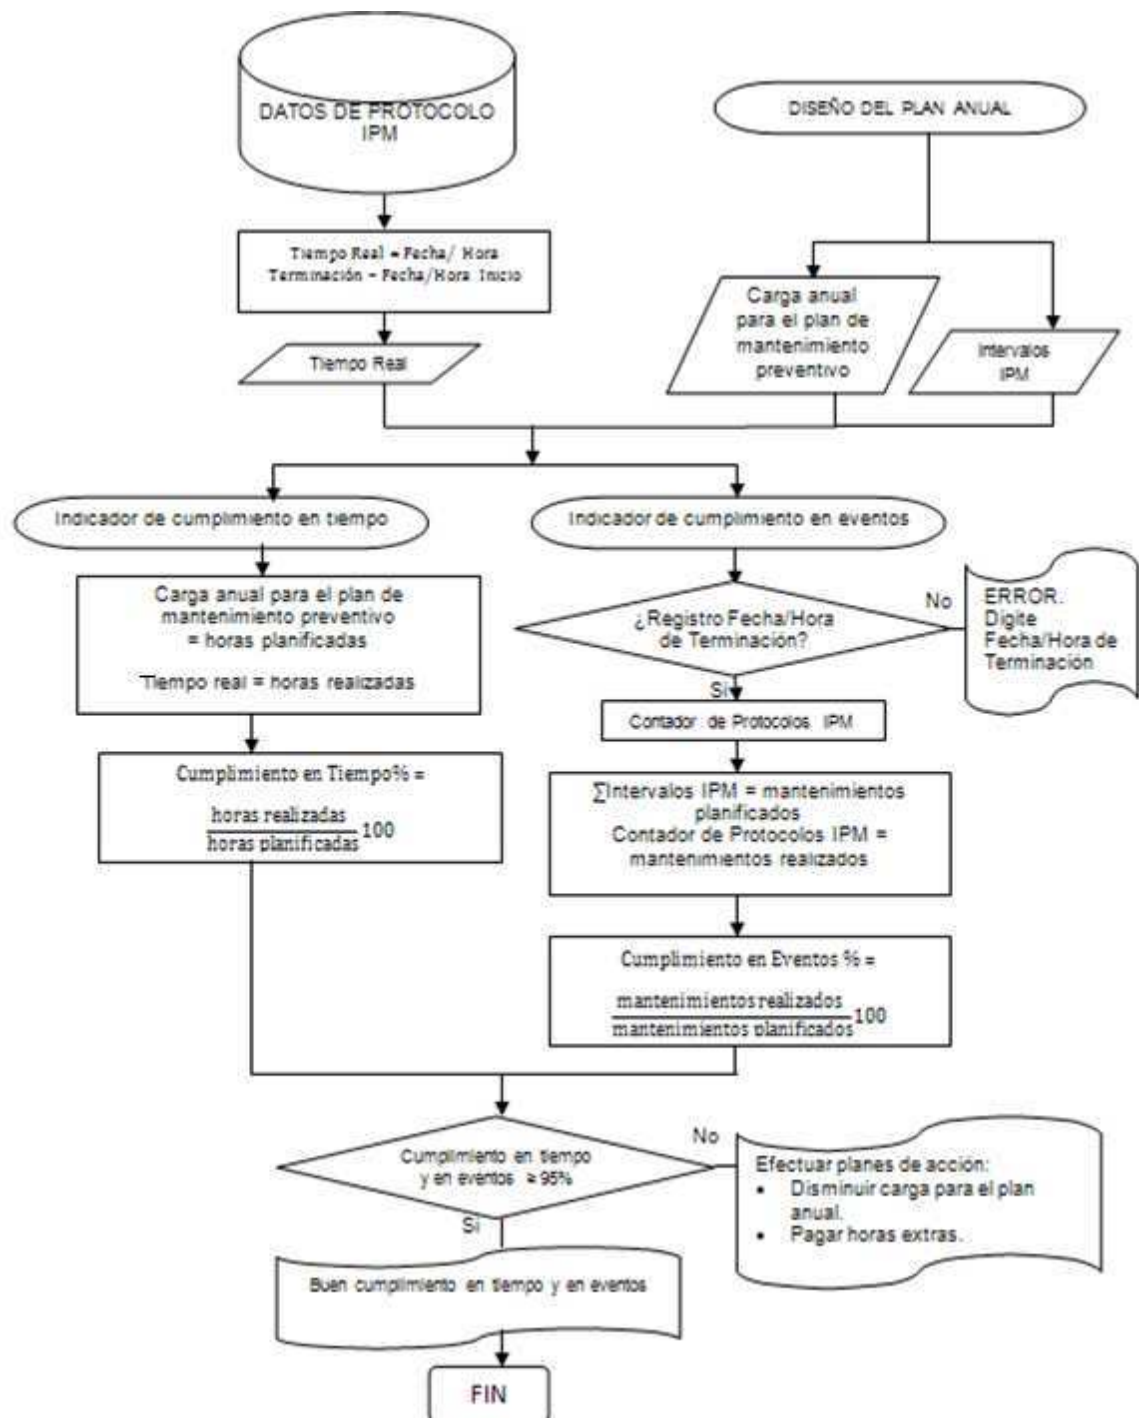 DATOS DE PROTOCOLO
IPM
DISEÑO DEL PLAN ANUAL
Tiempo Real = Fecha/ Hora
Terminación - Fecha/Hora Inicio
Tiempo Real
Carga anual
para el plan de
mantenimiento
preventivo
Intervalos
IPM
Indicador de cumplimiento en tiempo
Indicador de cumplimiento en eventos
Carga anual para el plan de
mantenimiento preventivo
= horas planificadas
Tiempo real = horas realizadas
¿Registro Fecha/Hora
de Terminación?
No
ERROR.
Digite
Fecha/Hora de
Terminación
Si
Contador de Protocolos IPM
Cumplimiento en Tiempo% =
horas realizadas
horas planificadas 100
∑Intervalos IPM = mantenimientos
planificados
Contador de Protocolos IPM =
mantenimientos realizados
Cumplimiento en Eventos % =
mantenimientos realizados
mantenimientos planificados 100
Cumplimiento en tiempo
y en eventos ≥ 95%
No
Efectuar planes de acción:
• Disminuir carga para el plan
anual.
• Pagar horas extras.
Si
Buen cumplimiento en tiempo y en eventos
FIN